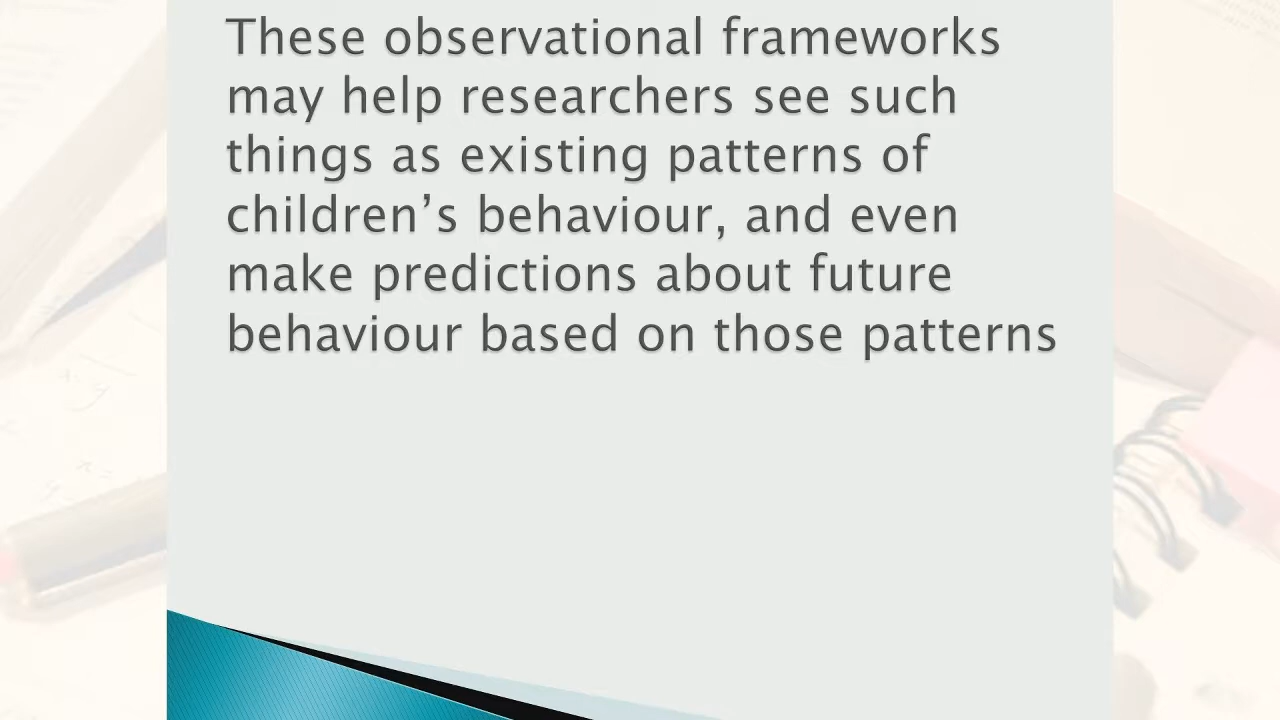 These observational frameworks
may help researchers see such
things as existing patterns of
children’s behaviour, and even
make predictions about future
behaviour based on those patterns